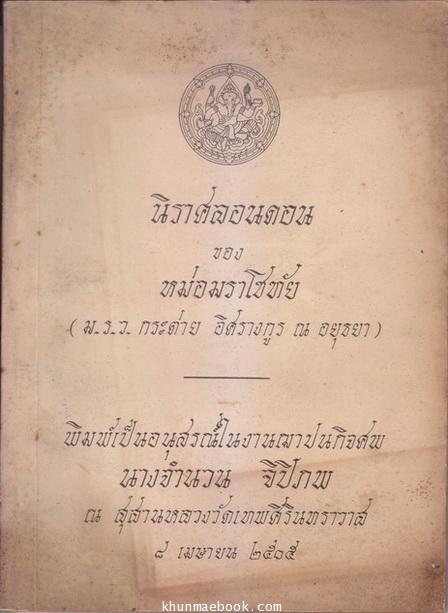 นิราศลอนดอน
ของ
หม่อมราโชทัย
( ม.ร.ว. กระต่าย อิศรางกูร ณ อยุธยา )
พิมพ์เป็นอนุสรณ์ในงานฌาปนกิจศพ
นางจำนวน จิปิภพ
ณ สุสานหลวงวัดเทพศิรินทราวาส
๘ เมษายน ๒๕๐๕
khunmaebook.com